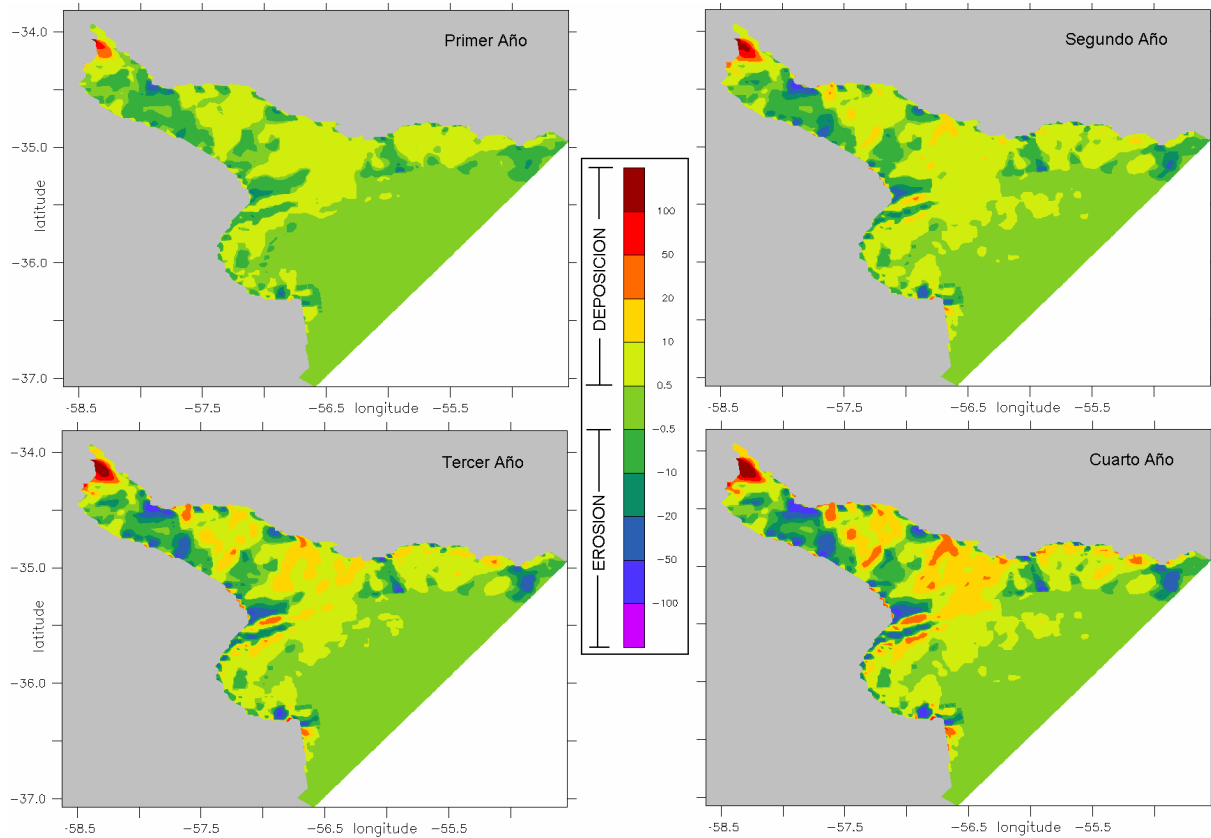 Primer Año
-34.0
-35.0
-36.0
-37.0
latitude
-58.5
-57.5
-56.5
longitude
-55.5
Segundo Año
-58.5
-57.5
-56.5
longitude
-55.5
DEPOSICION
EROSION
100
50
20
10
0.5
-0.5
-10
-20
-50
-100
Tercer Año
-34.0
-35.0
-36.0
-37.0
latitude
-58.5
-57.5
longitude
-56.5
-55.5
Cuarto Año
-58.5
-57.5
-56.5
longitude
-55.5